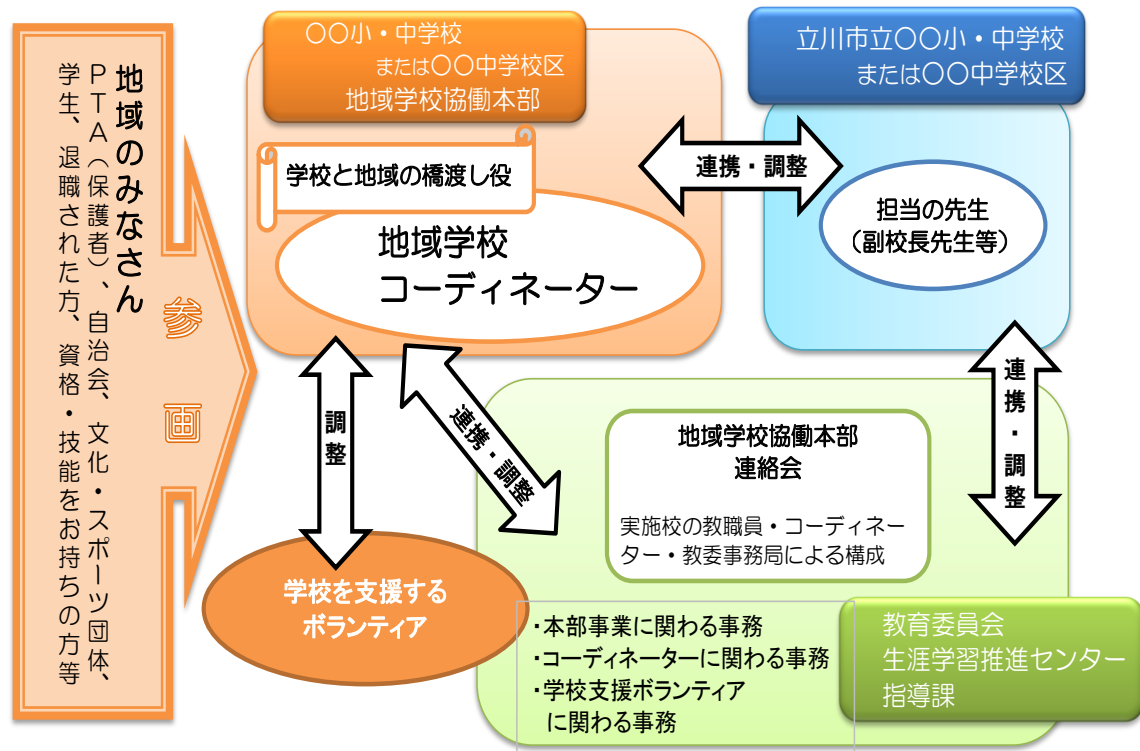 地域のみなさん
PTA（保護者）、自治会、文化・スポーツ団体、
学生、退職された方、資格・技能をお持ちの方等
参画
〇〇小・中学校
または〇〇中学校区
地域学校協働本部
学校と地域の橋渡し役
地域学校
コーディネーター
連携・調整
立川市立〇〇小・中学校
または〇〇中学校区
担当の先生
（副校長先生等）
調整
連携・調整
連携・調整
地域学校協働本部
連絡会
実施校の教職員・コーディネー
ター・教委事務局による構成
学校を支援する
ボランティア
・本部事業に関わる事務
・コーディネーターに関わる事務
・学校支援ボランティア
に関わる事務
教育委員会
生涯学習推進センター
指導課